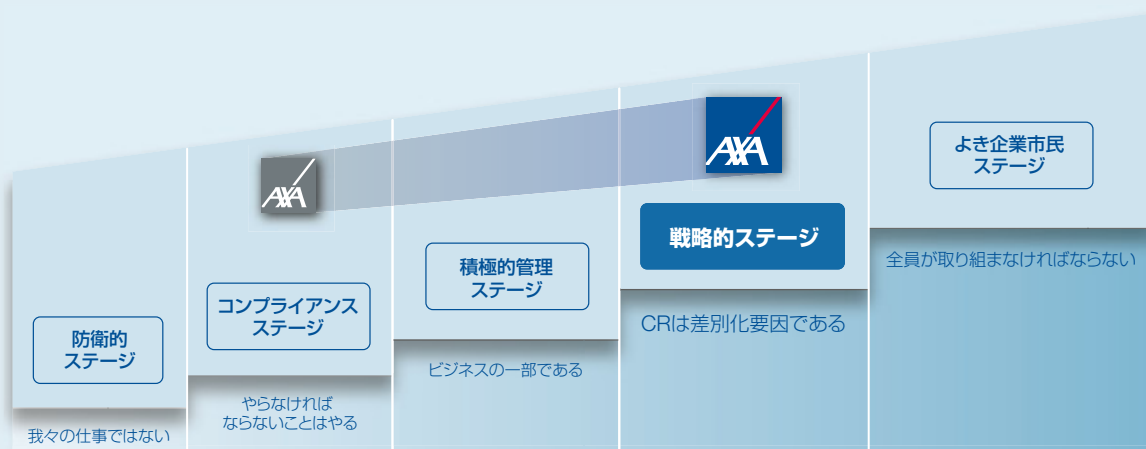 防衛的
ステージ
我々の仕事ではない
AXA
コンプライアンス
ステージ
やらなければ
ならないことはやる
積極的管理
ステージ
ビジネスの一部である
AXA
戦略的ステージ
CRは差別化要因である
よき企業市民
ステージ
全員が取り組まなければならない